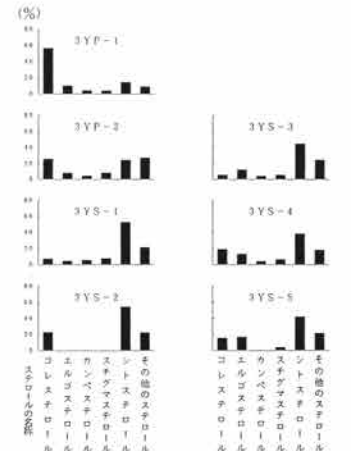 (%)
3YP-1
3YP-2
3YS-3
3YS-1
3YS-4
3YS-2
3YS-5
ステロールの名称
コレステロール
エルゴステロール
カンペステロール
スチグマステロール
シトステロール
その他のステロール
コレステロール
エルゴステロール
カンペステロール
スチグマステロール
シトステロール
その他のステロール